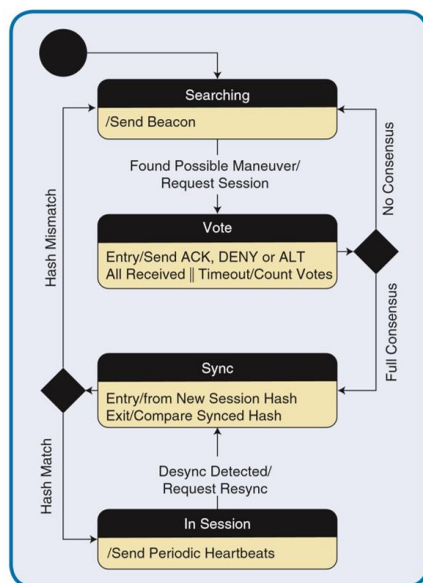 Searching
/Send Beacon
Found Possible Maneuver/
Request Session
Hash Mismatch
No Consensus
Vote
Entry/Send ACK, DENY or ALT
All Received || Timeout/Count Votes
Full Consensus
Sync
Entry/from New Session Hash
Exit/Compare Synced Hash
Hash Match
Desync Detected/
Request Resync
In Session
/Send Periodic Heartbeats